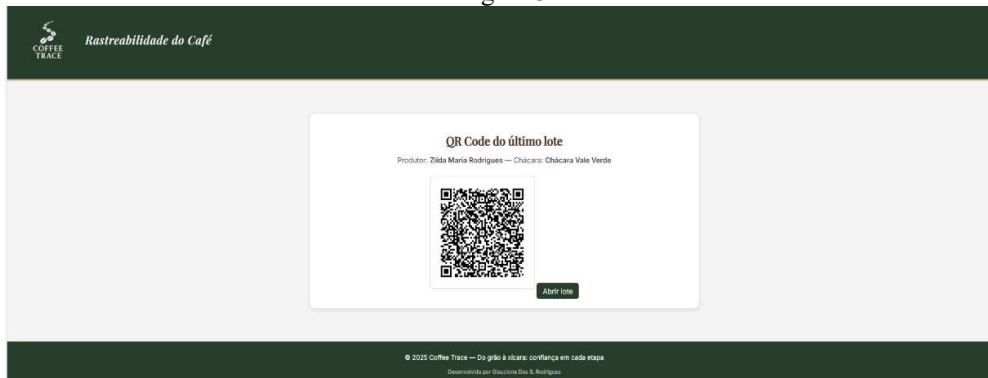 COFFEE
TRACE
Rastreabilidade do Café
QR Code do último lote
Produtor: Zilda Maria Rodrigues — Chácara: Chácara Vale Verde
Abrir lote
© 2025 Coffee Trace — Do grão à xícara: confiança em cada etapa
Desenvolvido por Glaucione Dos S. Rodrigues